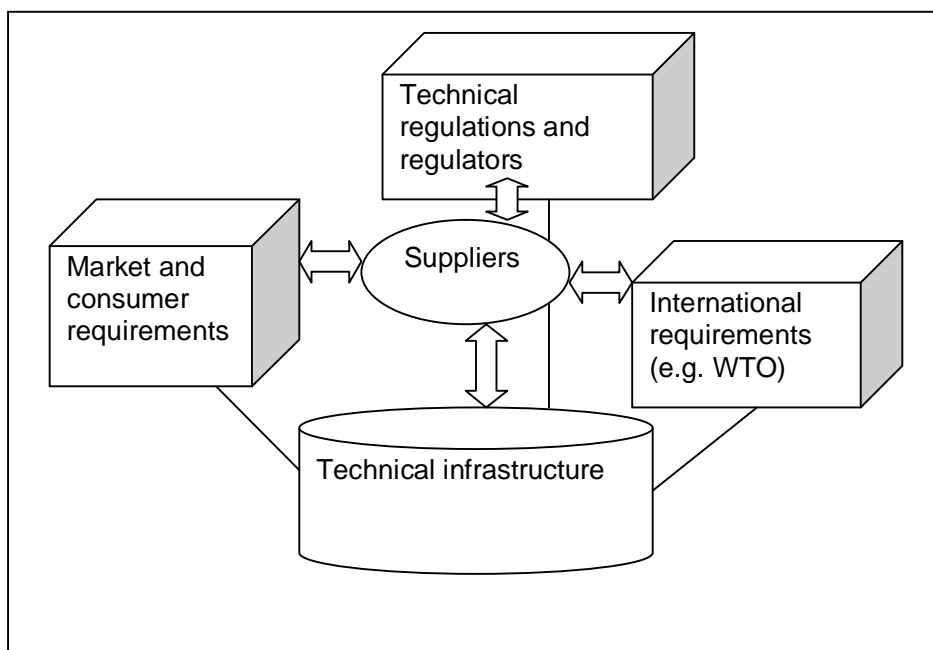 Technical
regulations and
regulators
Suppliers
Market and
consumer
requirements
International
requirements
(e.g. WTO)
Technical infrastructure